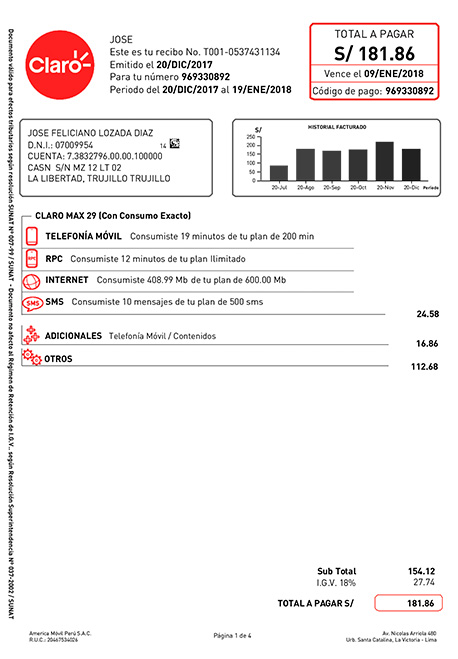 Claro
JOSE
Este es tu recibo No. T001-0537431134
Emitido el 20/DIC/2017
Para tu número 969330892
Periodo del 20/DIC/2017 al 19/ENE/2018
TOTAL A PAGAR
S/ 181.86
Vence el 09/ENE/2018
Código de pago: 969330892
JOSE FELICIANO LOZADA DIAZ
D.N.I.: 07009954
14
CUENTA: 7.3832796.00.00.100000
CASN S/N MZ 12 LT 02
LA LIBERTAD, TRUJILLO TRUJILLO
HISTORIAL FACTURADO
S/
250
200
150
100
50
0
20-Jul 20-Ago 20-Sep 20-Oct 20-Nov 20-Dic Periodo
CLARO MAX 29 (Con Consumo Exacto)
TELEFONÍA MÓVIL Consumiste 19 minutos de tu plan de 200 min
RPC RPC Consumiste 12 minutos de tu plan Ilimitado
INTERNET Consumiste 408.99 Mb de tu plan de 600.00 Mb
SMS SMS Consumiste 10 mensajes de tu plan de 500 sms
24.58
ADICIONALES Telefonía Móvil / Contenidos
16.86
OTROS
112.68
Sub Total 154.12
I.G.V. 18% 27.74
TOTAL A PAGAR S/ 181.86
America Móvil Perú S.A.C.
R.U.C.: 20467534026
Página 1 de 4
Av. Nicolas Arriola 480
Urb. Santa Catalina, La Victoria - Lima
Documento válido para efectos tributarios según resolución SUNAT Nº 007-99 / SUNAT - Documento no afecto al Régimen de Retención de I.G.V., según Resolución Superintendencia Nº 037-2002 / SUNAT